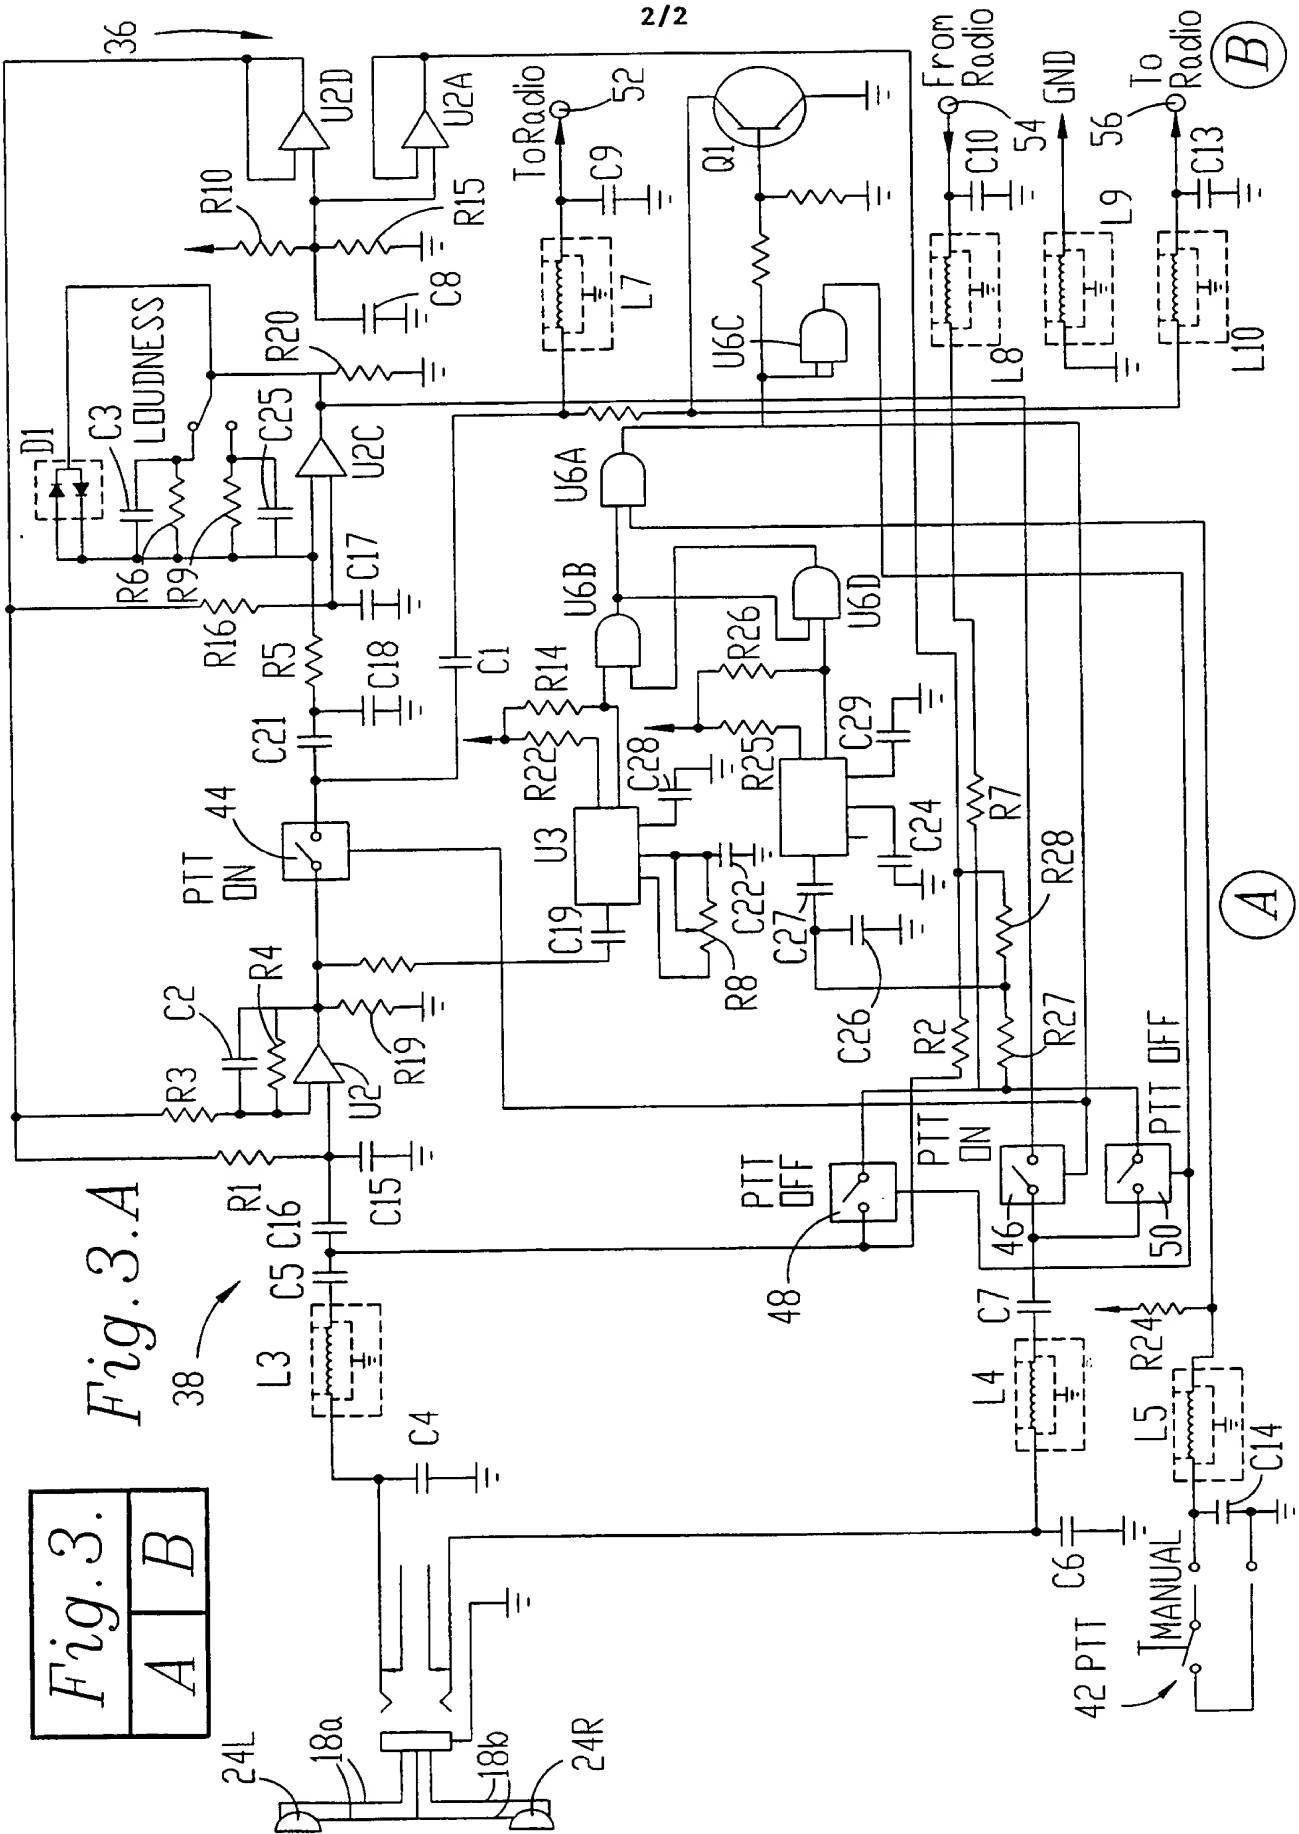 2/2
Fig. 3.
A
B
Fig. 3. A
36
38
24L
18a
18b
24R
C4
L3
C5
C16
R1
C15
R3
C2
R4
U2
R19
PTT
ON
44
C21
C18
R5
R16
C17
R6
R9
D1
C3
LOUDNESS
C25
U2C
R20
C8
R10
R15
U2D
U2A
C1
To Radio
52
C9
L7
U3
C19
R22
R14
C28
C22
R8
U6B
U6A
U6C
Q1
U6D
R26
R25
C29
C24
C27
C26
R2
R7
R28
R27
PTT
OFF
48
PTT
ON
46
PTT OFF
50
C7
L4
C6
R24
L5
C14
42 PTT
MANUAL
From
Radio
54
C10
L8
GND
L9
To
Radio
56
C13
L10
A
B